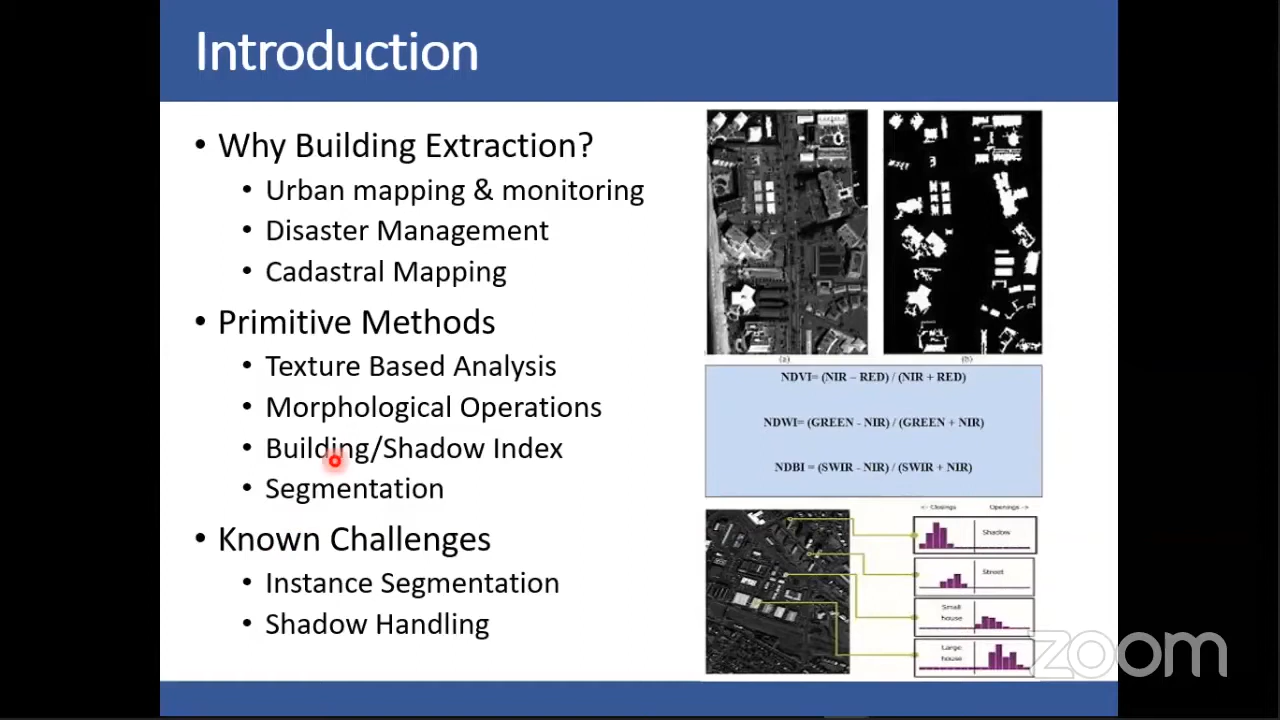 Introduction
• Why Building Extraction?
• Urban mapping & monitoring
• Disaster Management
• Cadastral Mapping
• Primitive Methods
• Texture Based Analysis
• Morphological Operations
• Building/Shadow Index
• Segmentation
• Known Challenges
• Instance Segmentation
• Shadow Handling
(a) (b)
NDVI= (NIR – RED) / (NIR + RED)
NDWI= (GREEN - NIR) / (GREEN + NIR)
NDBI = (SWIR - NIR) / (SWIR + NIR)
<- Closings Openings ->
Shadow
Street
Small
house
Large
house
zoom